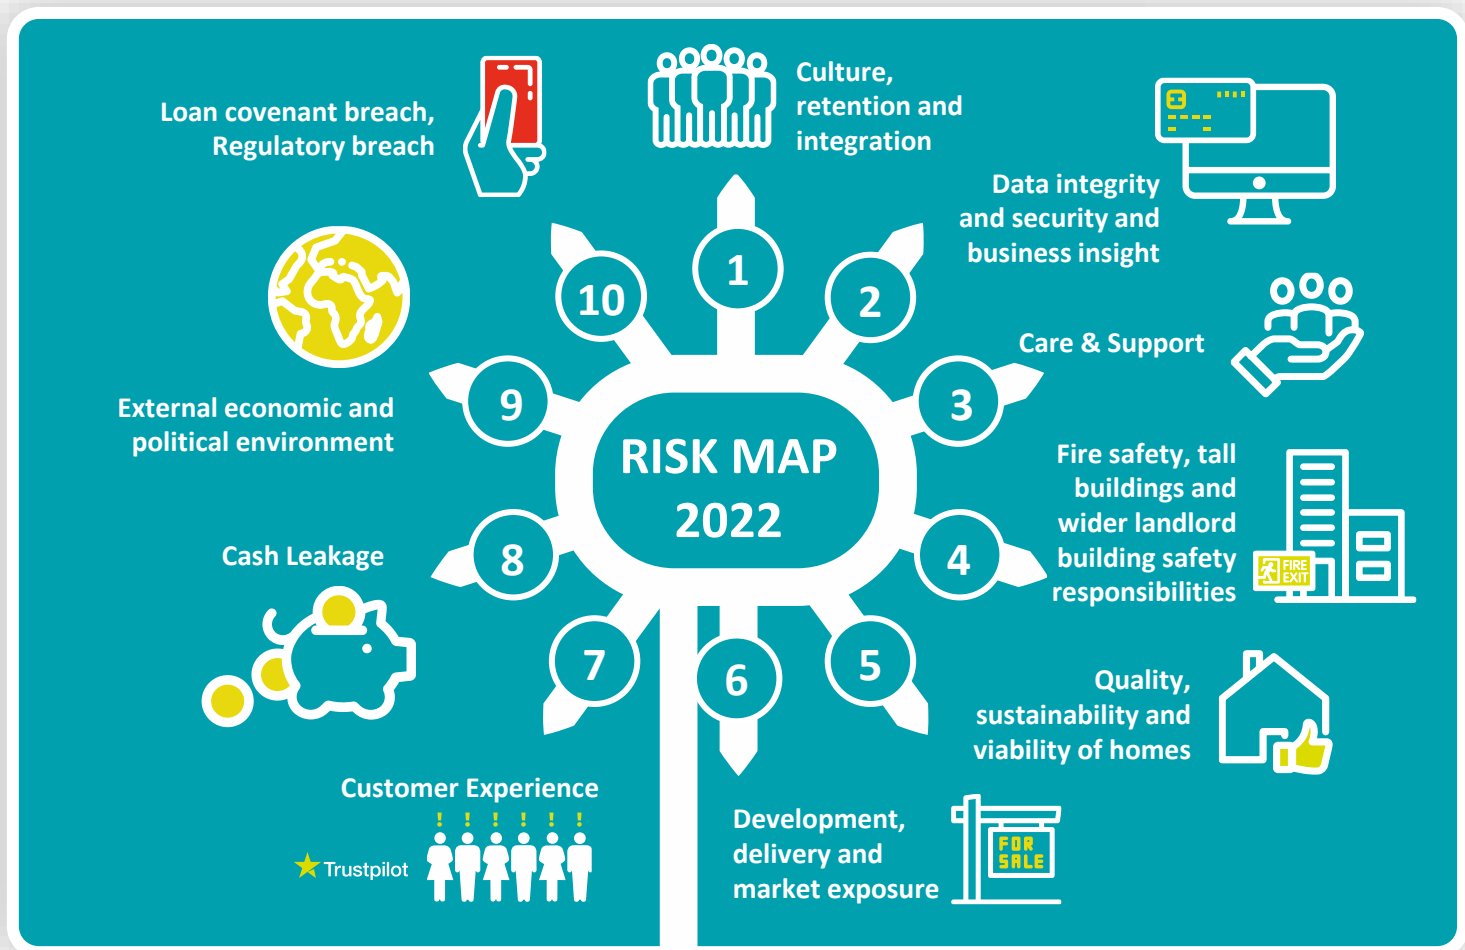 Loan covenant breach,
Regulatory breach
Culture,
retention and
integration
Data integrity
and security and
business insight
Care & Support
Fire safety, tall
buildings and
wider landlord
building safety
responsibilities
FIRE
EXIT
Quality,
sustainability and
viability of homes
Development,
delivery and
market exposure
FOR
SALE
Customer Experience
! ! ! ! ! !
Trustpilot
Cash Leakage
External economic and
political environment
RISK MAP
2022
1
2
3
4
5
6
7
8
9
10